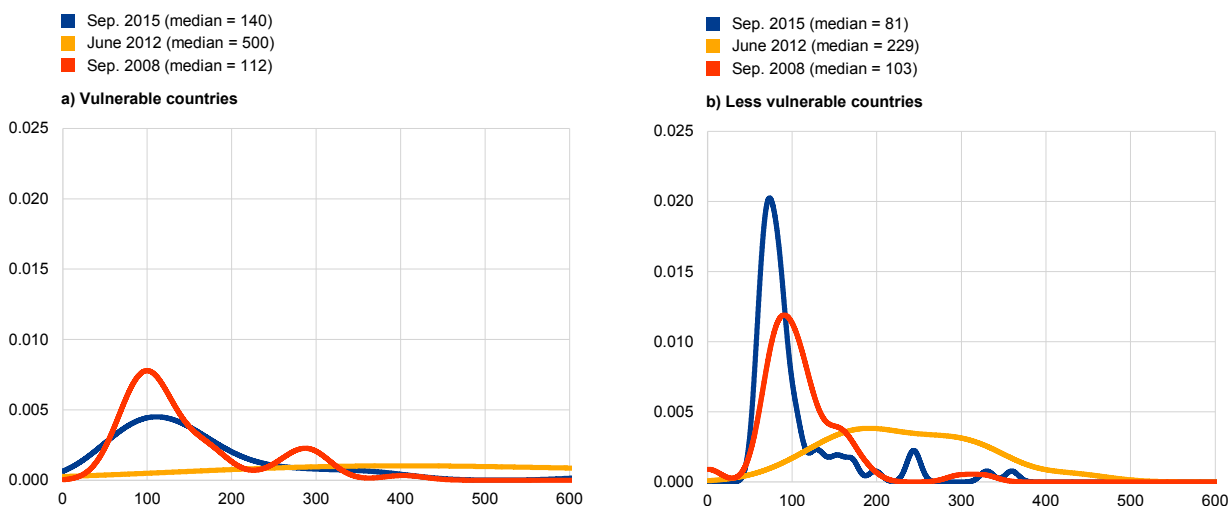 Sep. 2015 (median = 140)
June 2012 (median = 500)
Sep. 2008 (median = 112)
a) Vulnerable countries
0.025
0.020
0.015
0.010
0.005
0.000
0 100 200 300 400 500 600
Sep. 2015 (median = 81)
June 2012 (median = 229)
Sep. 2008 (median = 103)
b) Less vulnerable countries
0.025
0.020
0.015
0.010
0.005
0.000
0 100 200 300 400 500 600